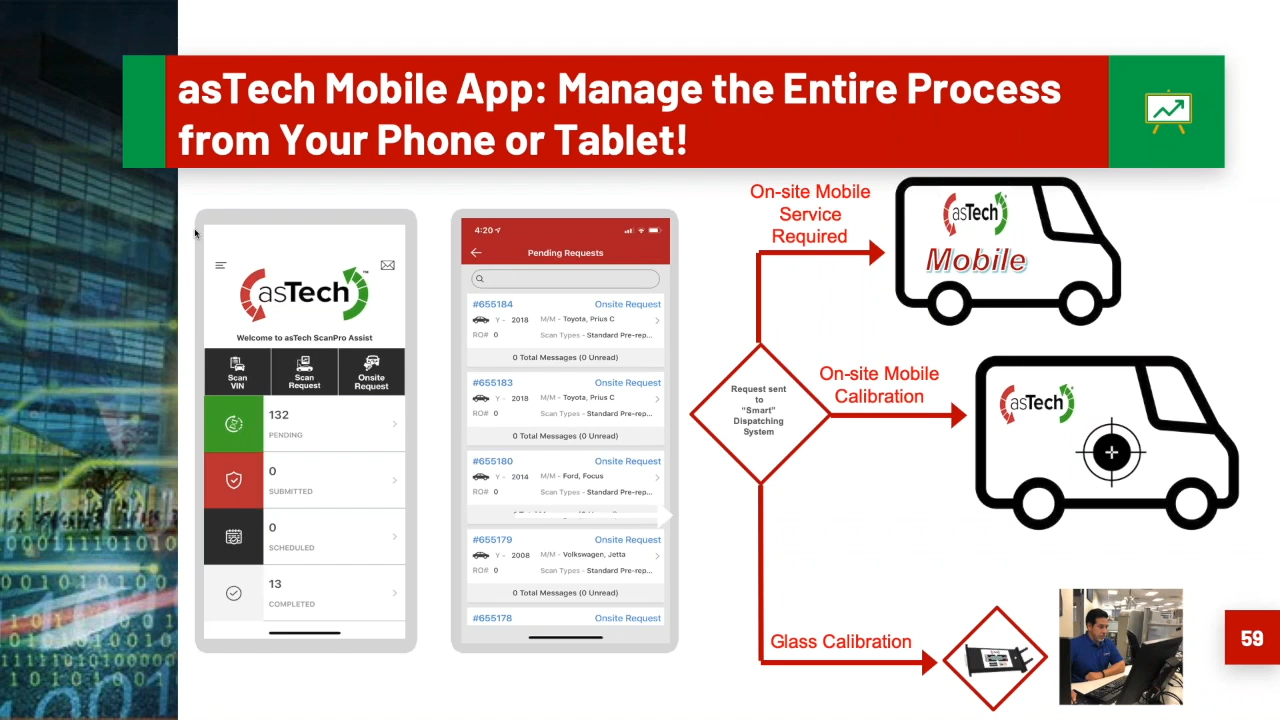 asTech Mobile App: Manage the Entire Process
from Your Phone or Tablet!
asTech™
Welcome to asTech ScanPro Assist
Scan
VIN
Scan
Request
Onsite
Request
132
PENDING
0
SUBMITTED
0
SCHEDULED
13
COMPLETED
4:20
Pending Requests
#655184 Onsite Request
Y - 2018 M/M - Toyota, Prius C
RO# 0 Scan Types - Standard Pre-rep...
0 Total Messages (0 Unread)
#655183 Onsite Request
Y - 2018 M/M - Toyota, Prius C
RO# 0 Scan Types - Standard Pre-rep...
0 Total Messages (0 Unread)
#655180 Onsite Request
Y - 2014 M/M - Ford, Focus
RO# 0 Scan Types - Standard Pre-rep...
#655179 Onsite Request
Y - 2008 M/M - Volkswagen, Jetta
RO# 0 Scan Types - Standard Pre-rep...
0 Total Messages (0 Unread)
#655178 Onsite Request
Request sent
to
“Smart”
Dispatching
System
On-site Mobile
Service
Required
asTech
Mobile
On-site Mobile
Calibration
asTech
Glass Calibration
59